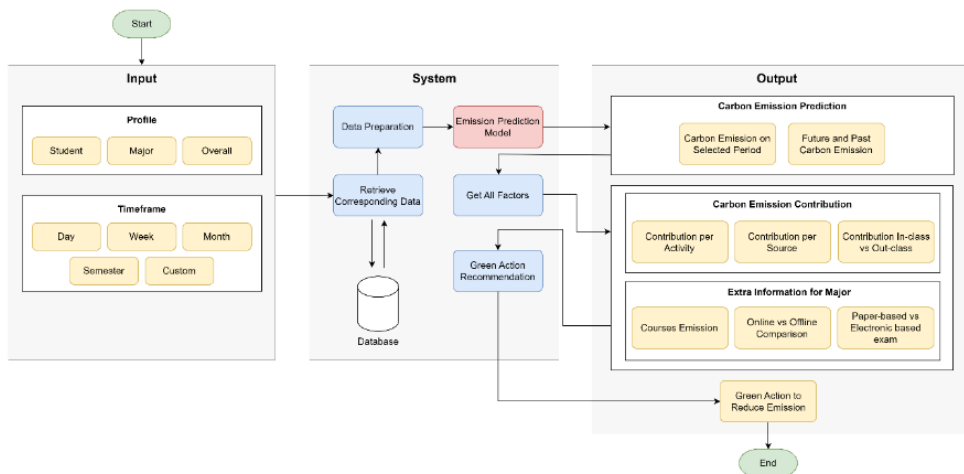 Start
Input
Profile
Student
Major
Overall
Timeframe
Day
Week
Month
Semester
Custom
System
Data Preparation
Emission Prediction
Model
Retrieve
Corresponding Data
Get All Factors
Green Action
Recommendation
Database
Output
Carbon Emission Prediction
Carbon Emission on
Selected Period
Future and Past
Carbon Emission
Carbon Emission Contribution
Contribution per
Activity
Contribution per
Source
Contribution In-class
vs Out-class
Extra Information for Major
Courses Emission
Online vs Offline
Comparison
Paper-based vs
Electronic based
exam
Green Action to
Reduce Emission
End